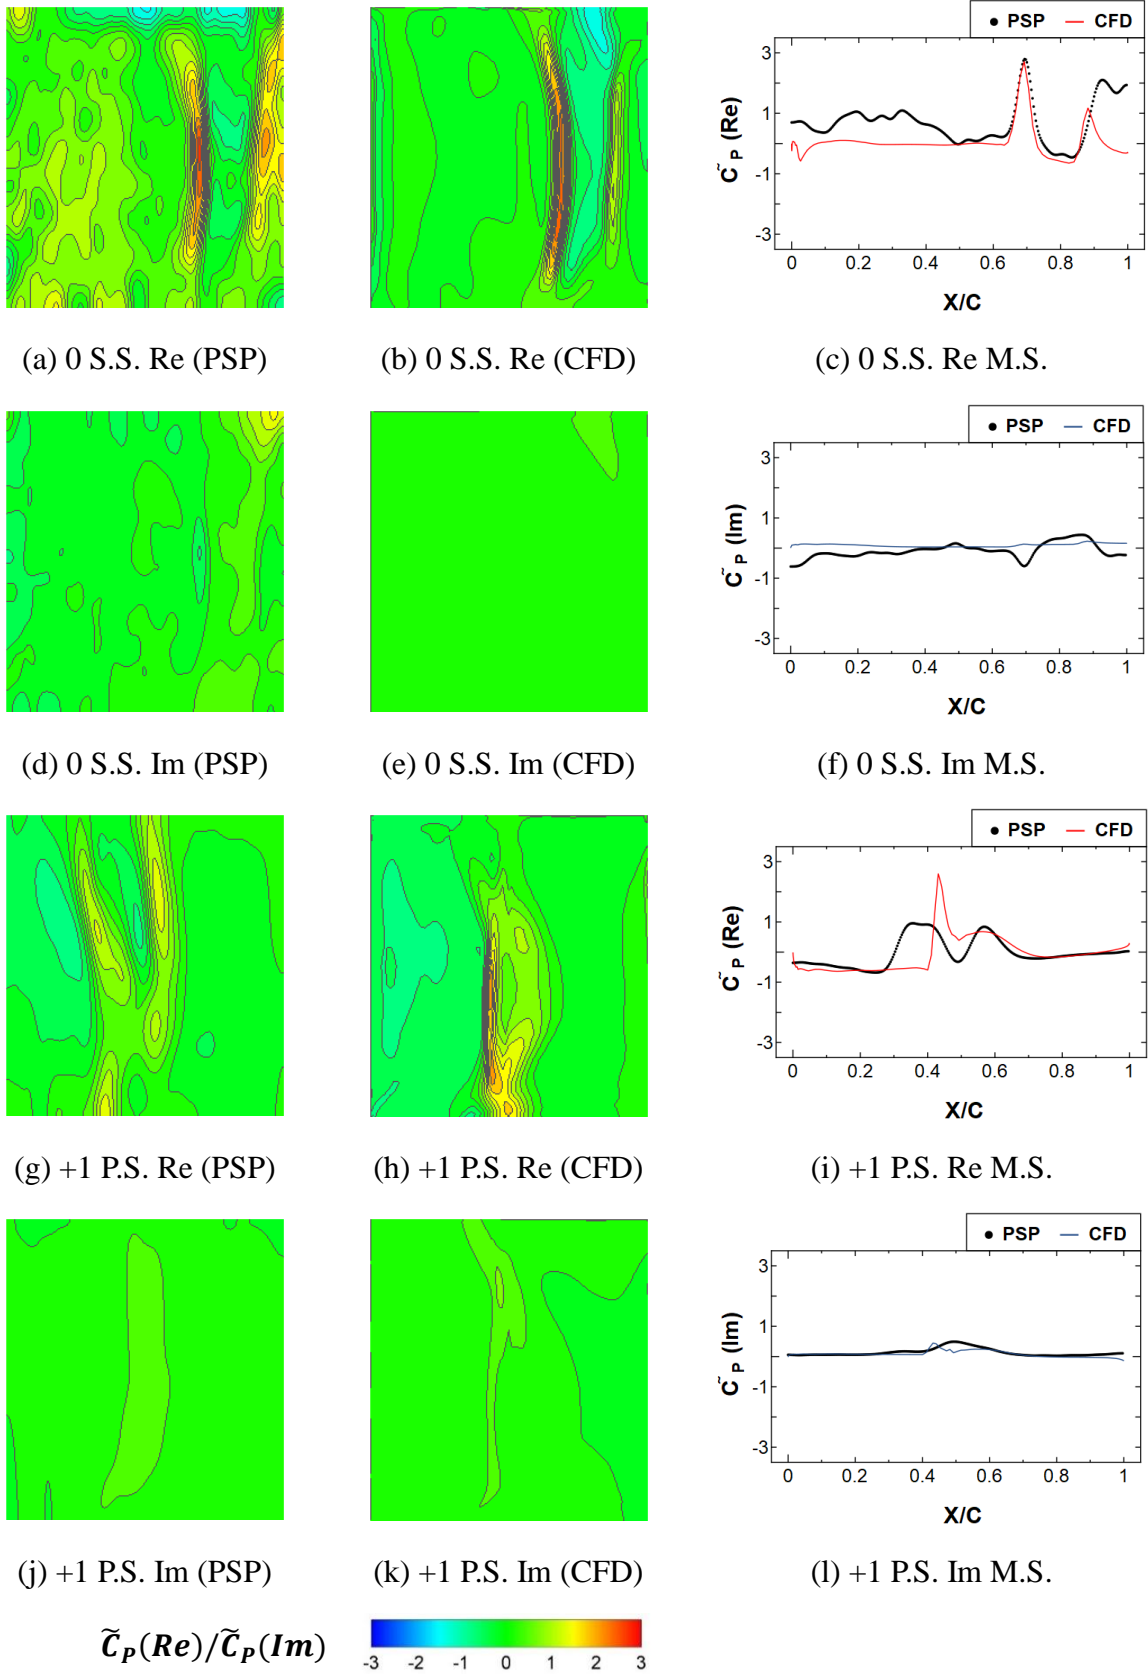 PSP CFD
3
1
-1
-3
C̃P (Re)
0 0.2 0.4 0.6 0.8 1
X/C
(a) 0 S.S. Re (PSP) (b) 0 S.S. Re (CFD) (c) 0 S.S. Re M.S.
PSP CFD
3
1
-1
-3
C̃P (Im)
0 0.2 0.4 0.6 0.8 1
X/C
(d) 0 S.S. Im (PSP) (e) 0 S.S. Im (CFD) (f) 0 S.S. Im M.S.
PSP CFD
3
1
-1
-3
C̃P (Re)
0 0.2 0.4 0.6 0.8 1
X/C
(g) +1 P.S. Re (PSP) (h) +1 P.S. Re (CFD) (i) +1 P.S. Re M.S.
PSP CFD
3
1
-1
-3
C̃P (Im)
0 0.2 0.4 0.6 0.8 1
X/C
(j) +1 P.S. Im (PSP) (k) +1 P.S. Im (CFD) (l) +1 P.S. Im M.S.
C̃P(Re)/C̃P(Im)
-3 -2 -1 0 1 2 3